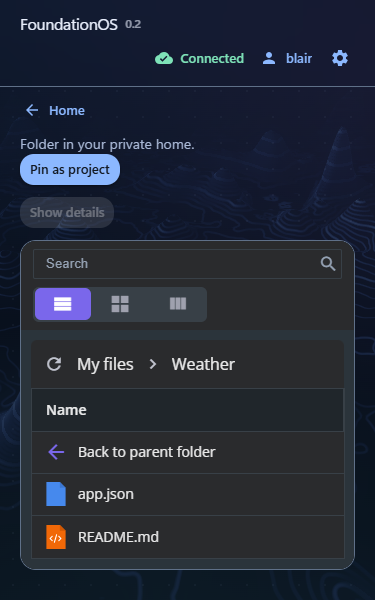 FoundationOS 0.2
Connected blair
Home
Folder in your private home.
Pin as project
Show details
Search
My files Weather
Name
Back to parent folder
app.json
README.md